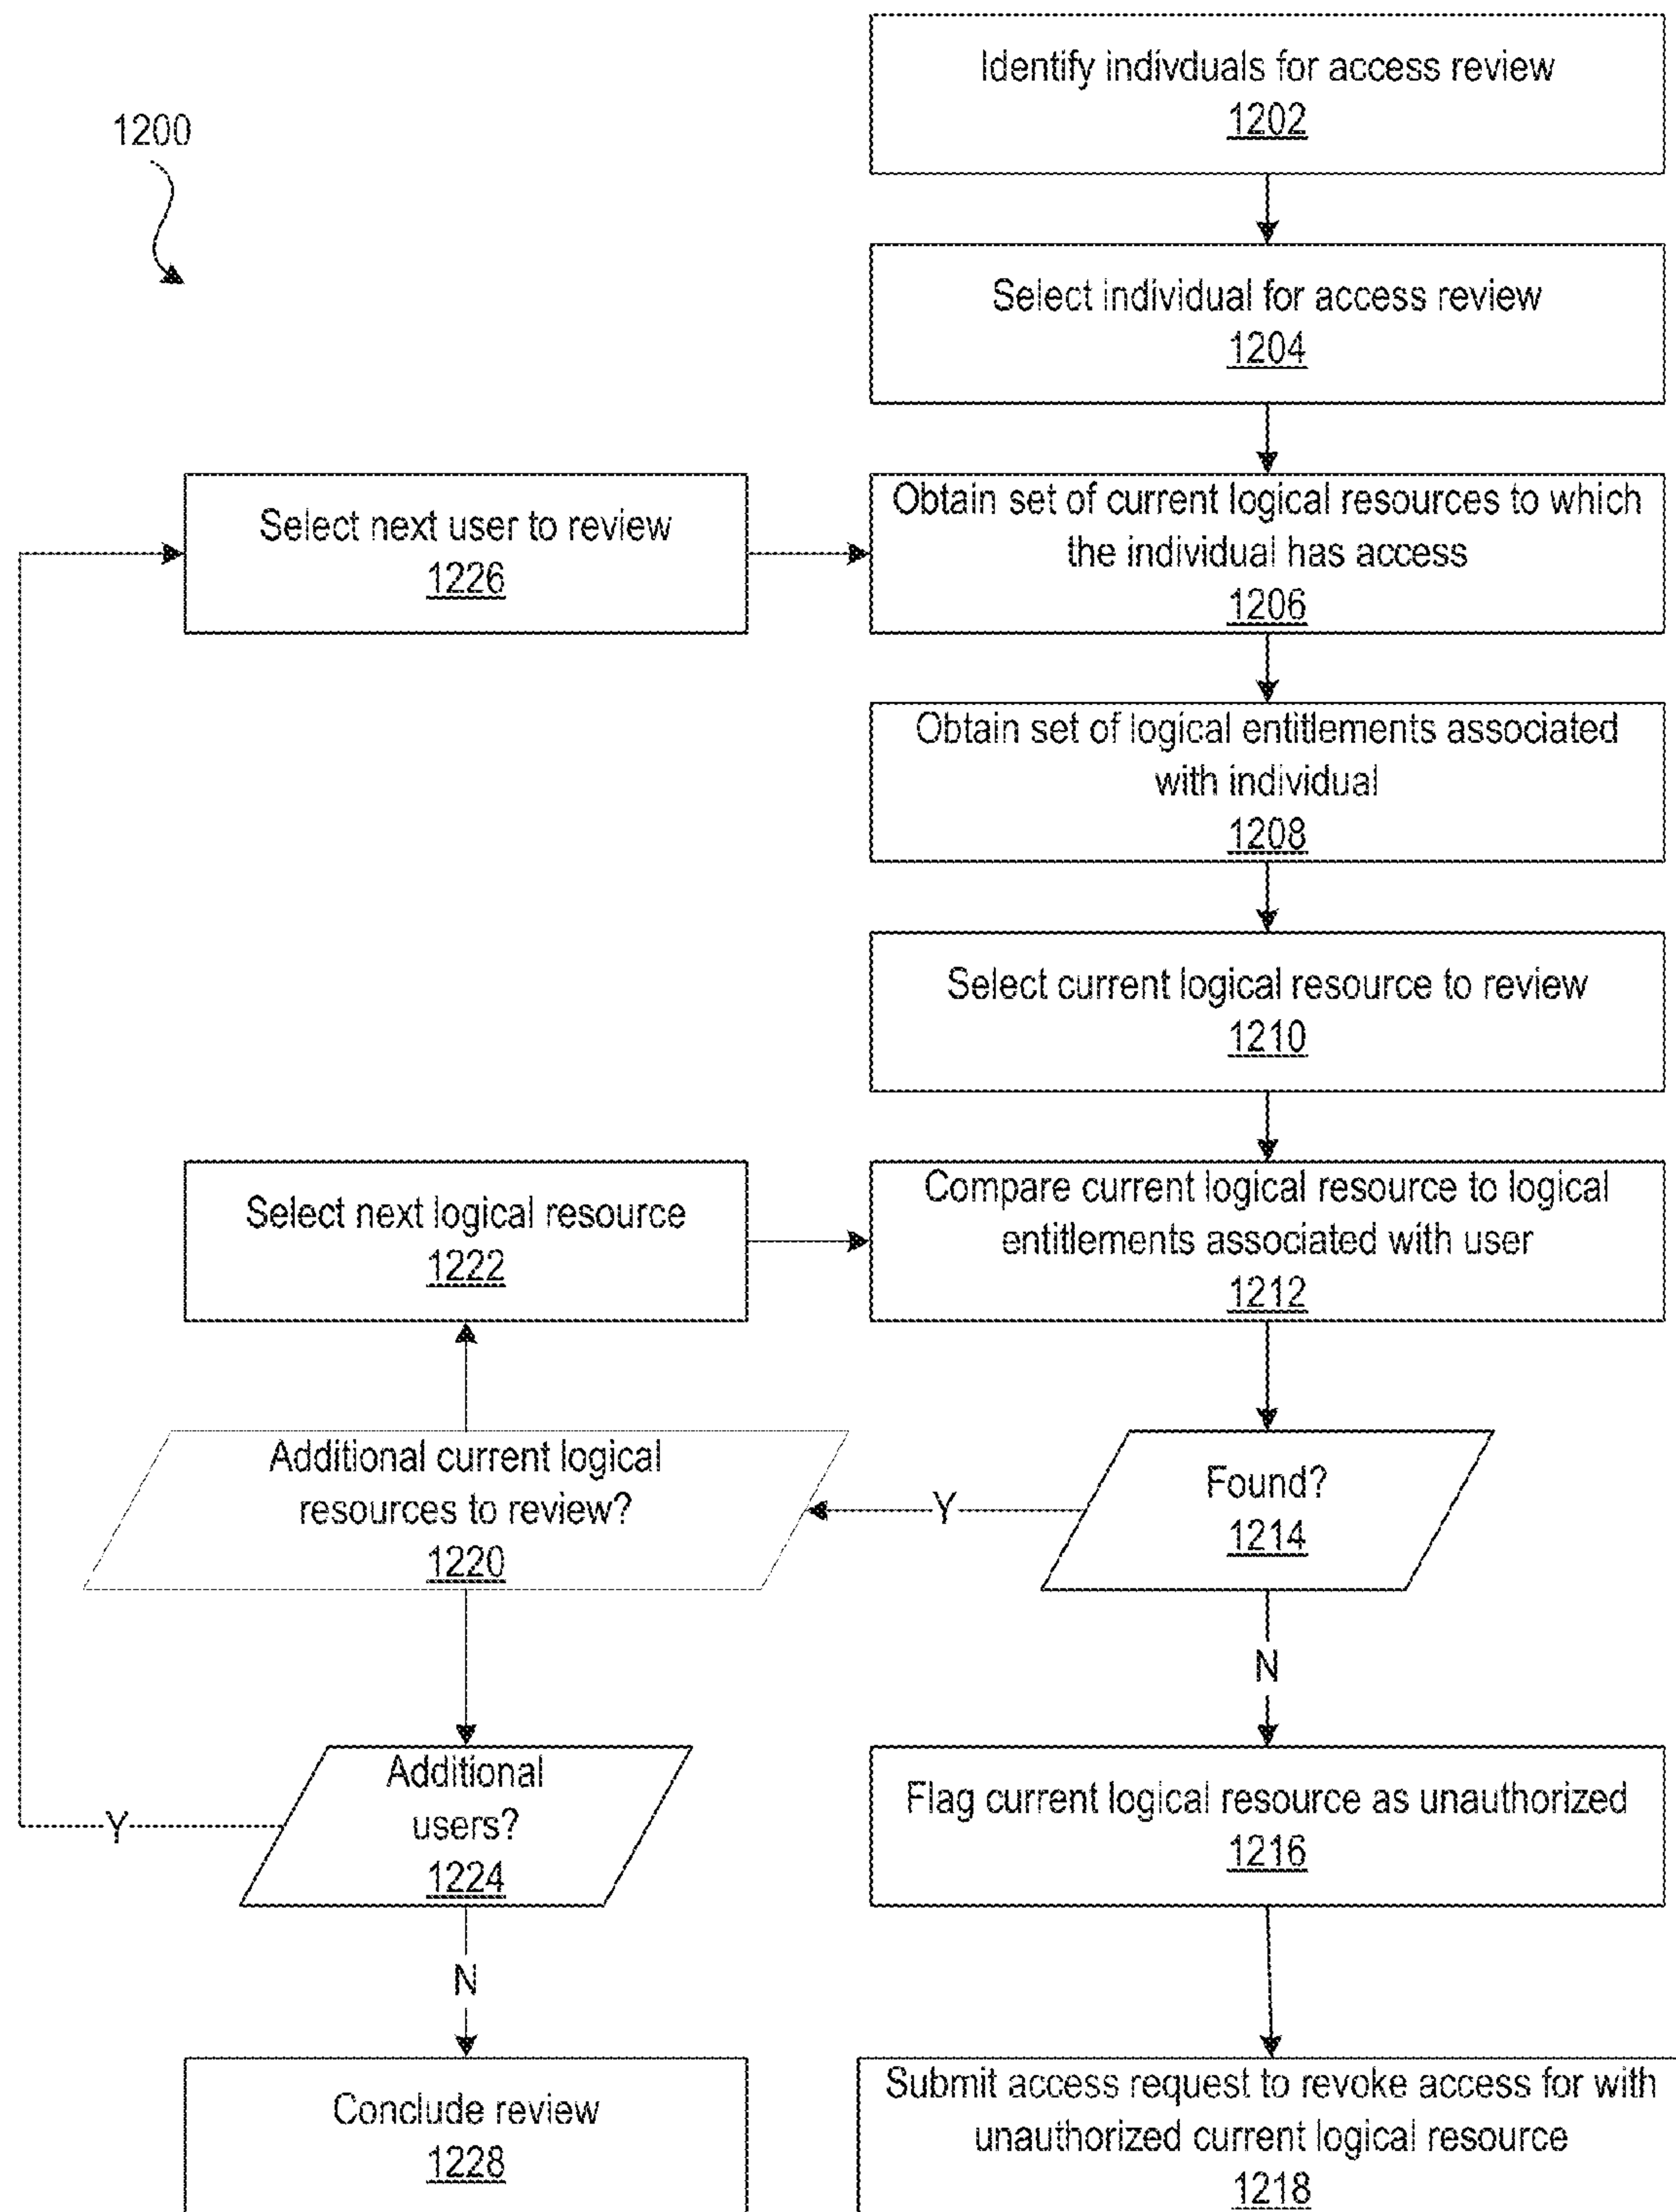 Identify indivduals for access review
1202
1200
Select individual for access review
1204
Select next user to review
1226
Obtain set of current logical resources to which
the individual has access
1206
Obtain set of logical entitlements associated
with individual
1208
Select current logical resource to review
1210
Select next logical resource
1222
Compare current logical resource to logical
entitlements associated with user
1212
Additional current logical
resources to review?
1220
Y
Found?
1214
N
Additional
users?
1224
Y
Flag current logical resource as unauthorized
1216
N
Conclude review
1228
Submit access request to revoke access for with
unauthorized current logical resource
1218